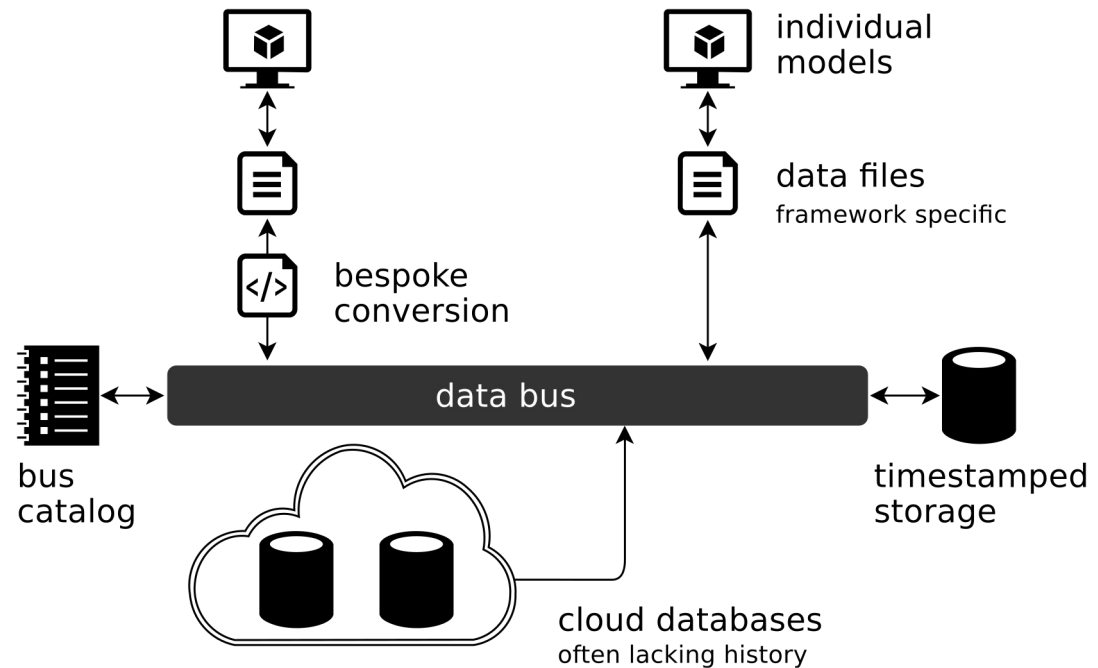 individual
models
data files
framework specific
</>
bespoke
conversion
data bus
bus
catalog
timestamped
storage
cloud databases
often lacking history